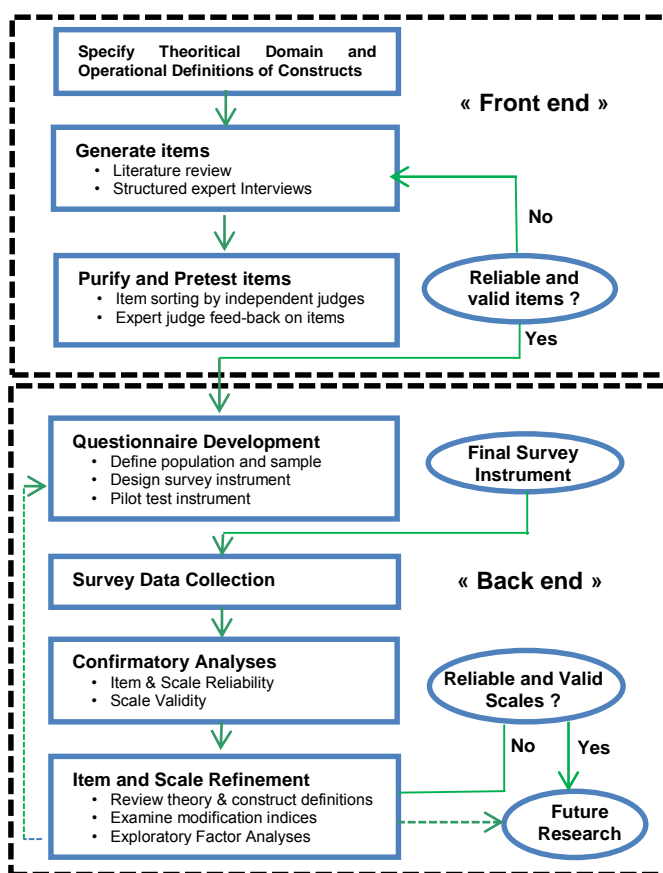 Specify Theoritical Domain and
Operational Definitions of Constructs
« Front end »
Generate items
• Literature review
• Structured expert Interviews
No
Purify and Pretest items
• Item sorting by independent judges
• Expert judge feed-back on items
Reliable and
valid items ?
Yes
Questionnaire Development
• Define population and sample
• Design survey instrument
• Pilot test instrument
Final Survey
Instrument
Survey Data Collection
« Back end »
Confirmatory Analyses
• Item & Scale Reliability
• Scale Validity
Reliable and Valid
Scales ?
No
Yes
Item and Scale Refinement
• Review theory & construct definitions
• Examine modification indices
• Exploratory Factor Analyses
Future
Research